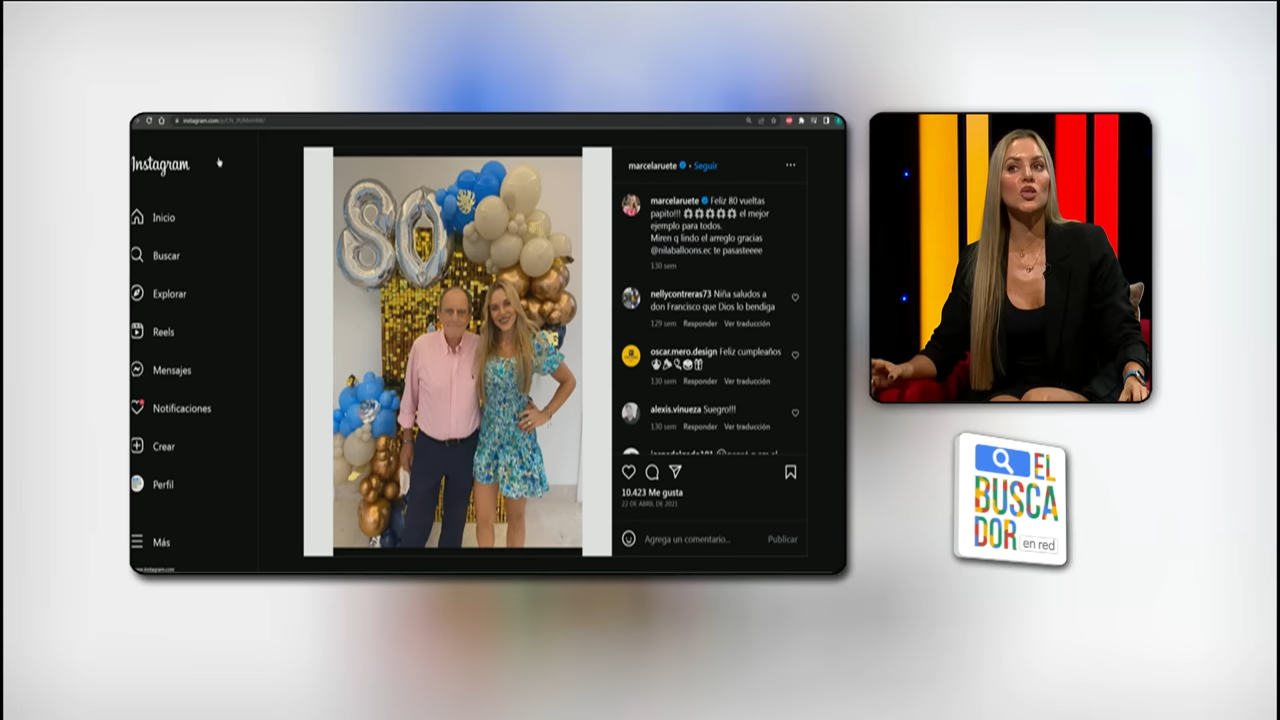 Instagram
Inicio
Buscar
Explorar
Reels
Mensajes
Notificaciones
Crear
Perfil
Más
80
marcelaruete • Seguir
marcelaruete Feliz 80 vueltas
papito!!! el mejor
ejemplo para todos.
Miren q lindo el arreglo gracias
@nilaballoons.ec te pasasteeee
130 sem
nellycontreras73 Niña saludos a
don Francisco que Dios lo bendiga
129 sem Responder Ver traducción
oscar.mero.design Feliz cumpleaños
130 sem Responder Ver traducción
alexis.vinueza Suegro!!!
130 sem Responder Ver traducción
10.423 Me gusta
22 DE ABRIL DE 2021
Agrega un comentario... Publicar
EL
BUSCA
DOR en red